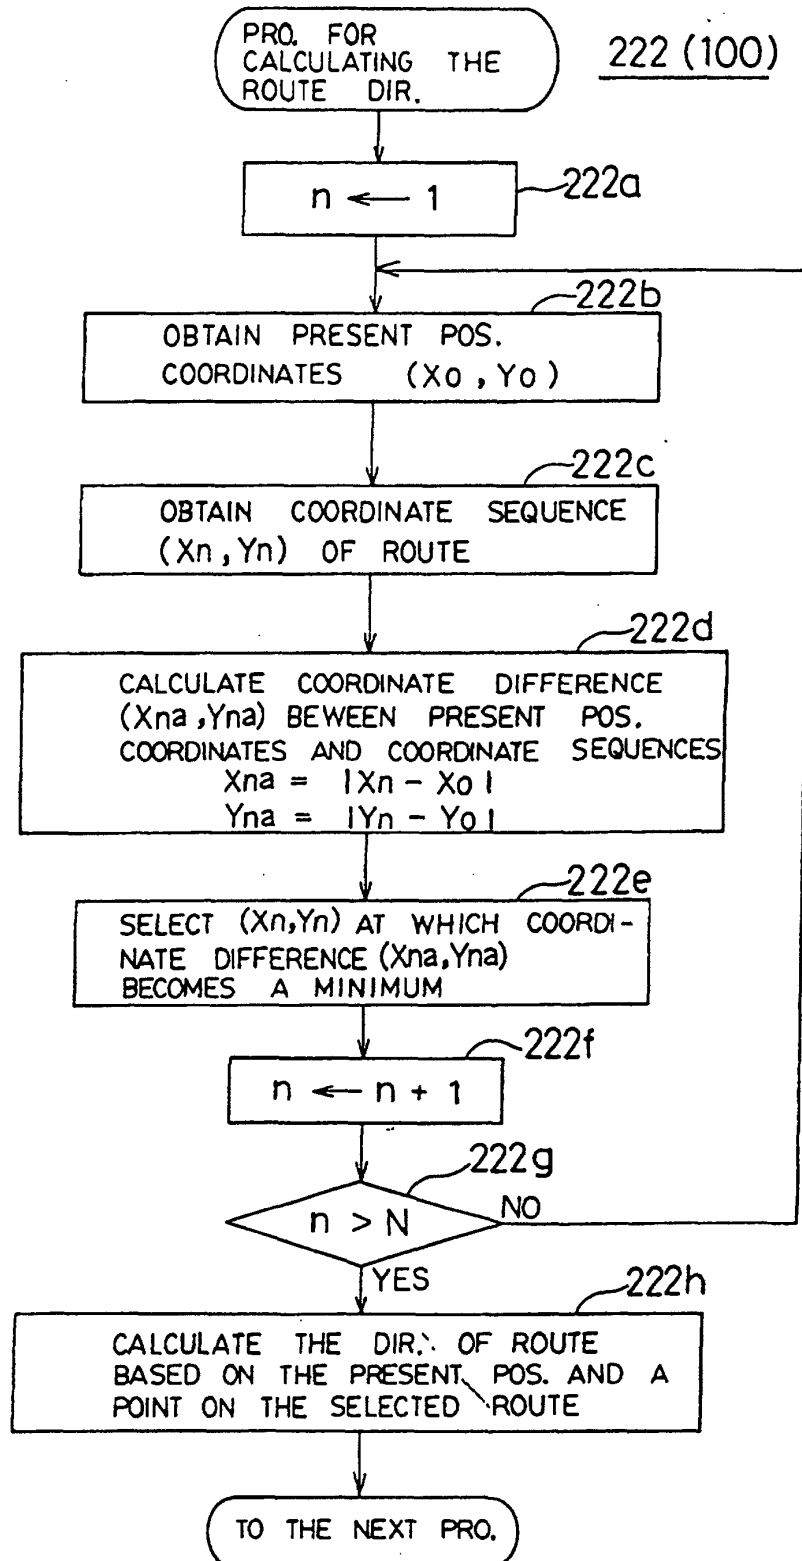 PRO. FOR
CALCULATING THE
ROUTE DIR.
222 (100)
n ← 1
222a
222b
OBTAIN PRESENT POS.
COORDINATES (Xo, Yo)
222c
OBTAIN COORDINATE SEQUENCE
(Xn, Yn) OF ROUTE
222d
CALCULATE COORDINATE DIFFERENCE
(Xna, Yna) BEWEEN PRESENT POS.
COORDINATES AND COORDINATE SEQUENCES
Xna = |Xn - Xo|
Yna = |Yn - Yo|
222e
SELECT (Xn,Yn) AT WHICH COORDI-
NATE DIFFERENCE (Xna,Yna)
BECOMES A MINIMUM
222f
n ← n + 1
222g
n > N
NO
YES
222h
CALCULATE THE DIR. OF ROUTE
BASED ON THE PRESENT POS. AND A
POINT ON THE SELECTED ROUTE
TO THE NEXT PRO.